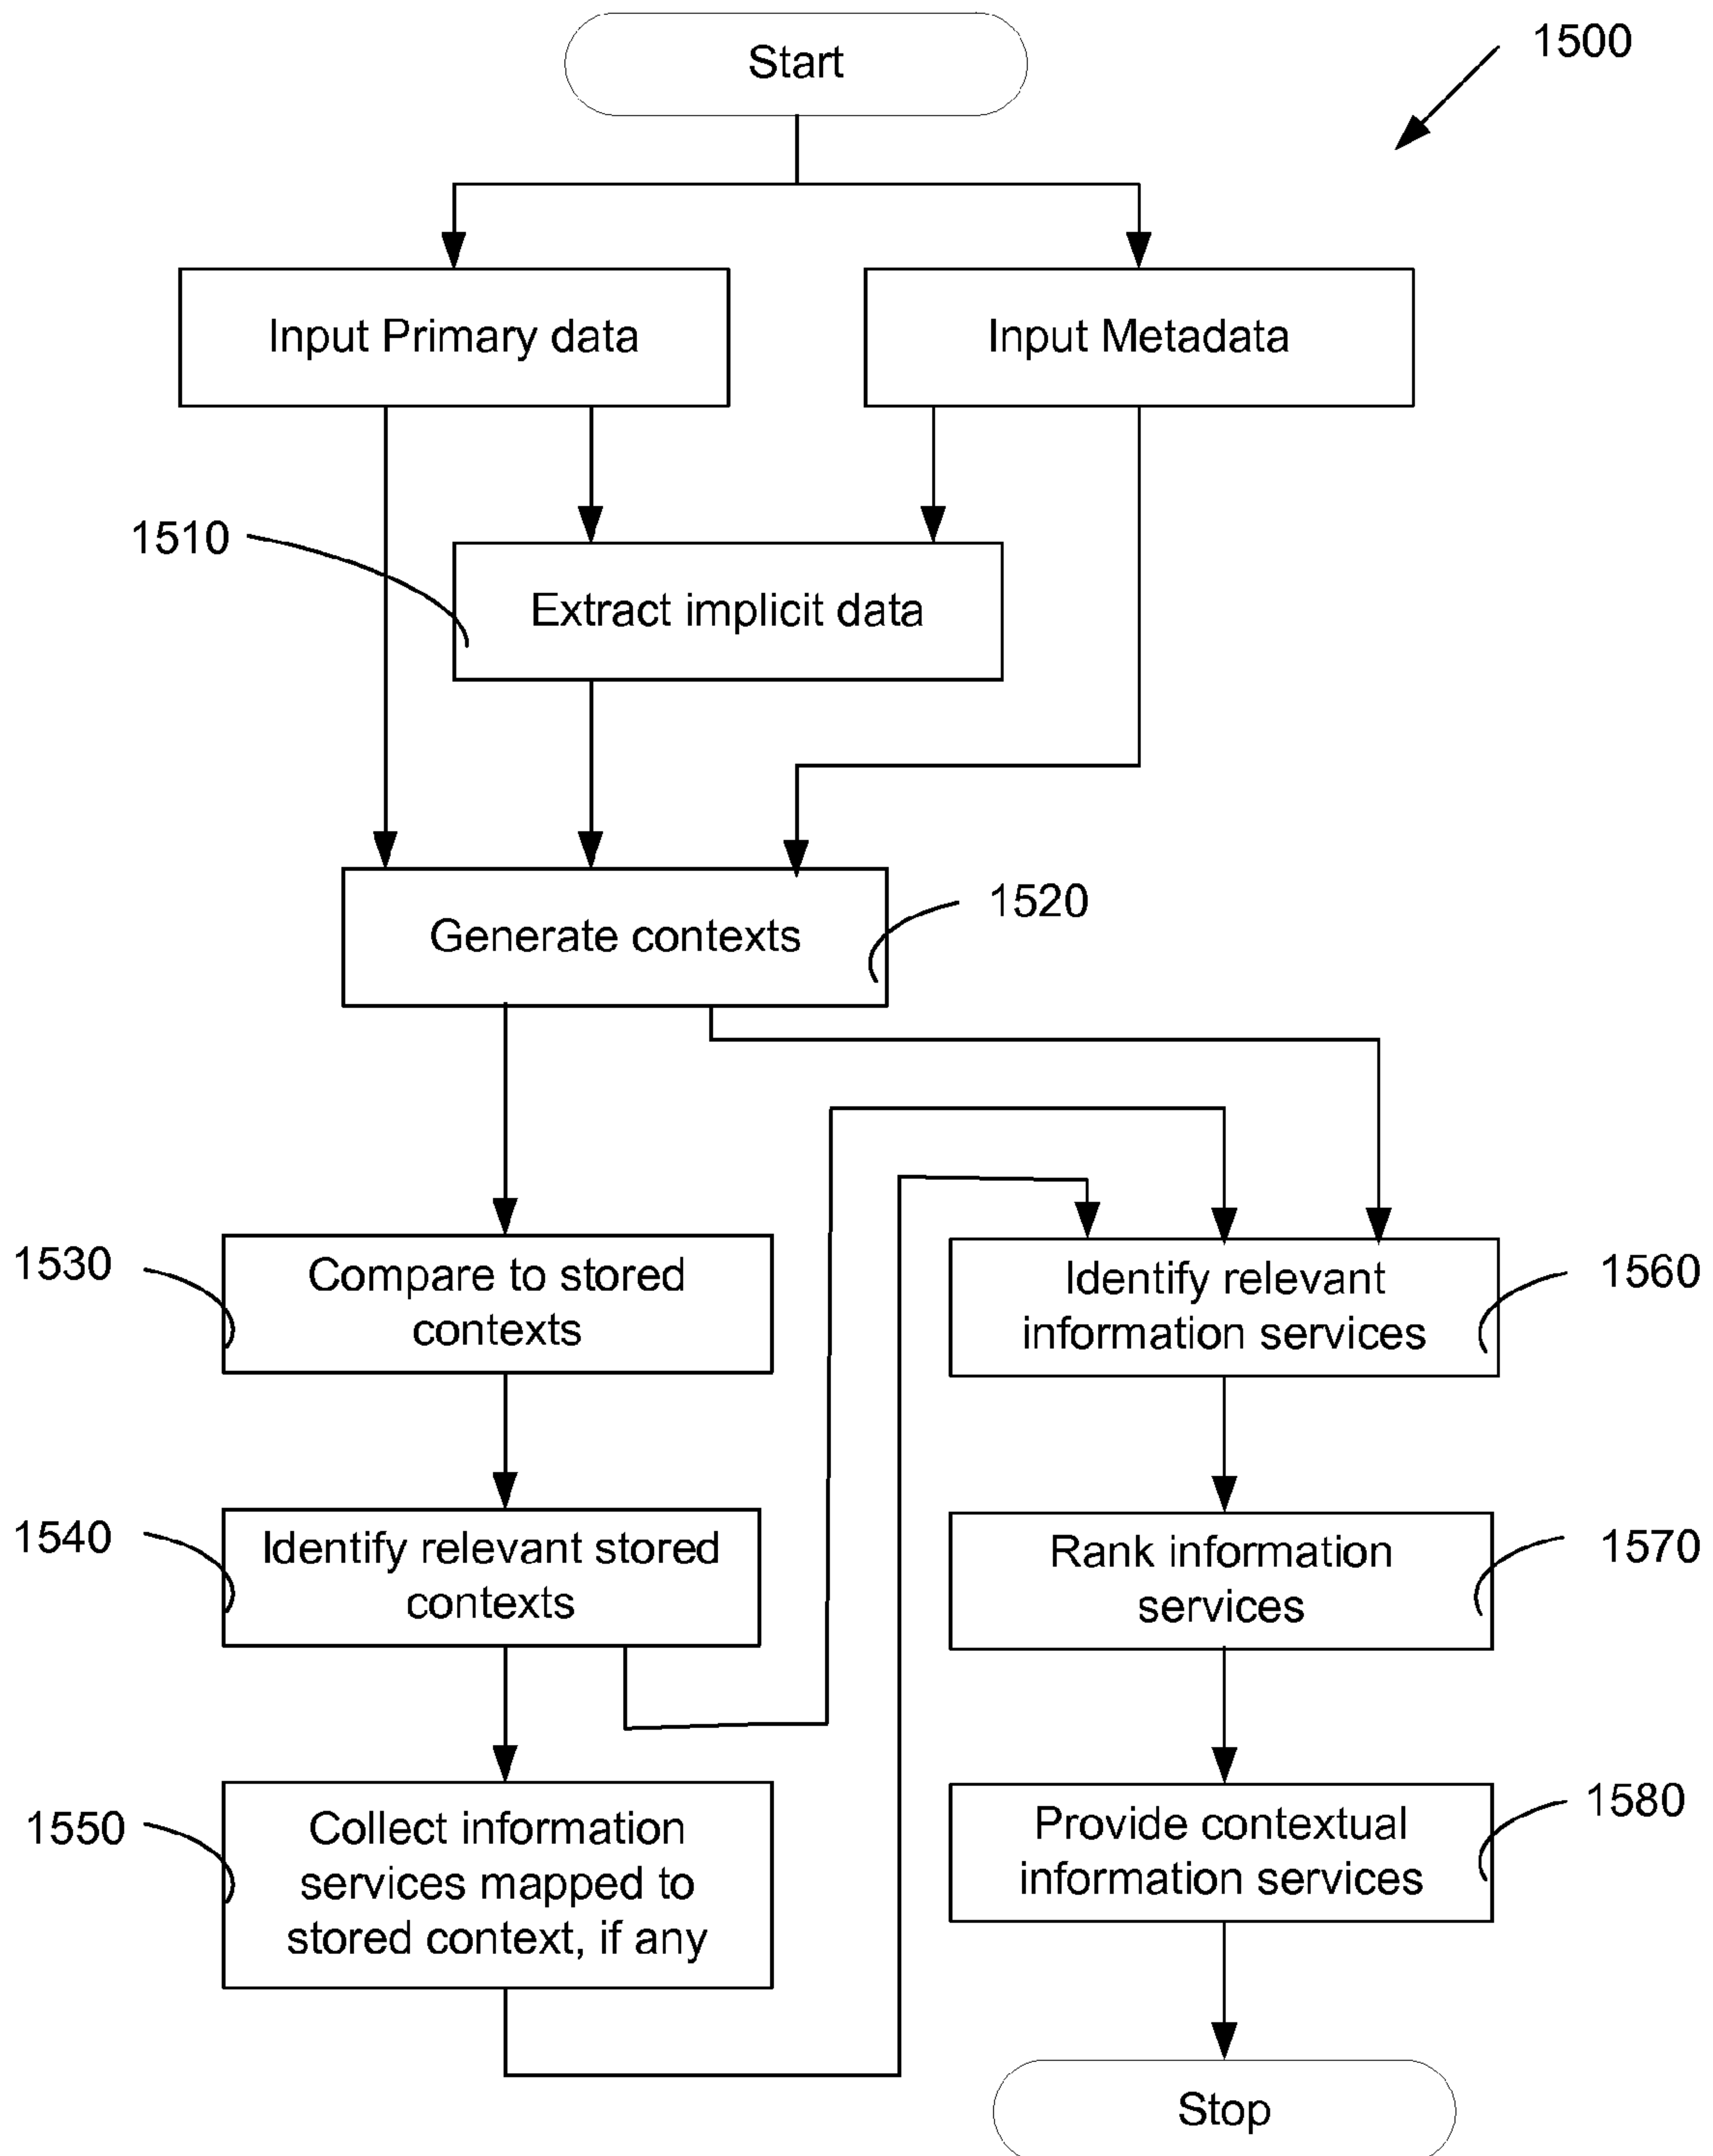 Start
1500
Input Primary data
Input Metadata
1510
Extract implicit data
Generate contexts
1520
1530
Compare to stored
contexts
Identify relevant
information services
1560
1540
Identify relevant stored
contexts
Rank information
services
1570
1550
Collect information
services mapped to
stored context, if any
Provide contextual
information services
1580
Stop